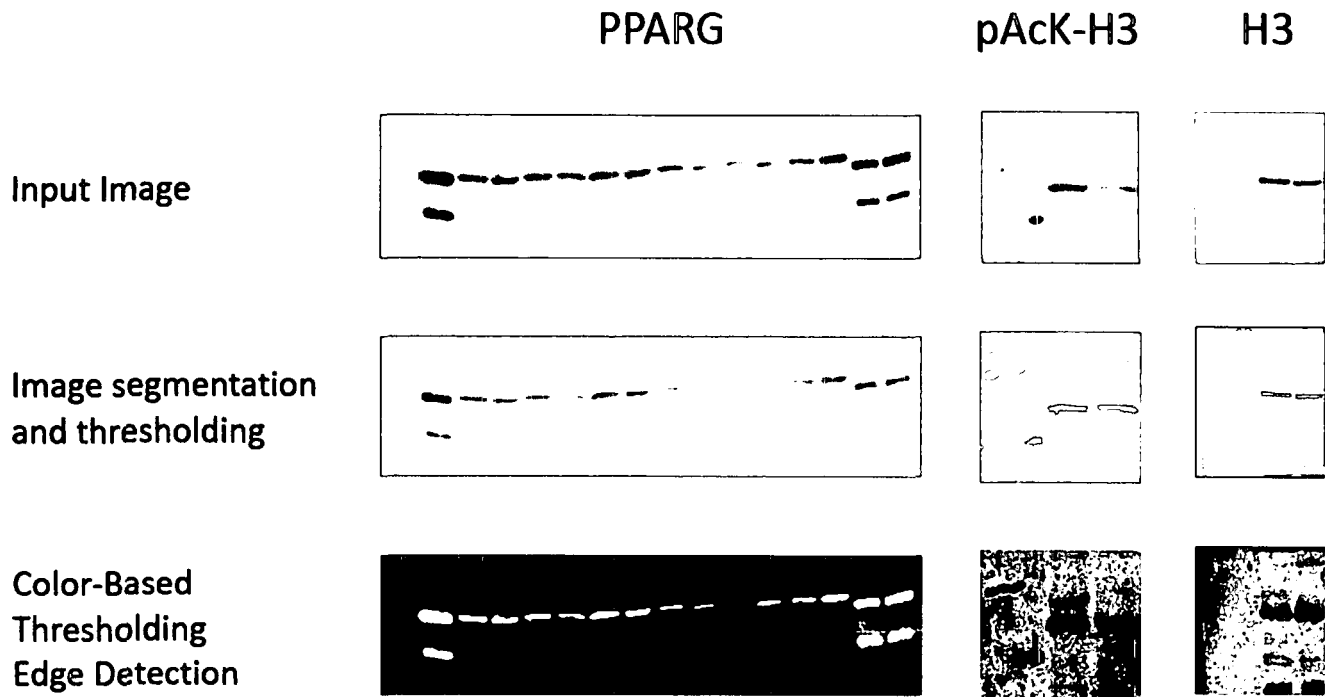 PPARG pAcK-H3 H3
Input Image
Image segmentation
and thresholding
Color-Based
Thresholding
Edge Detection